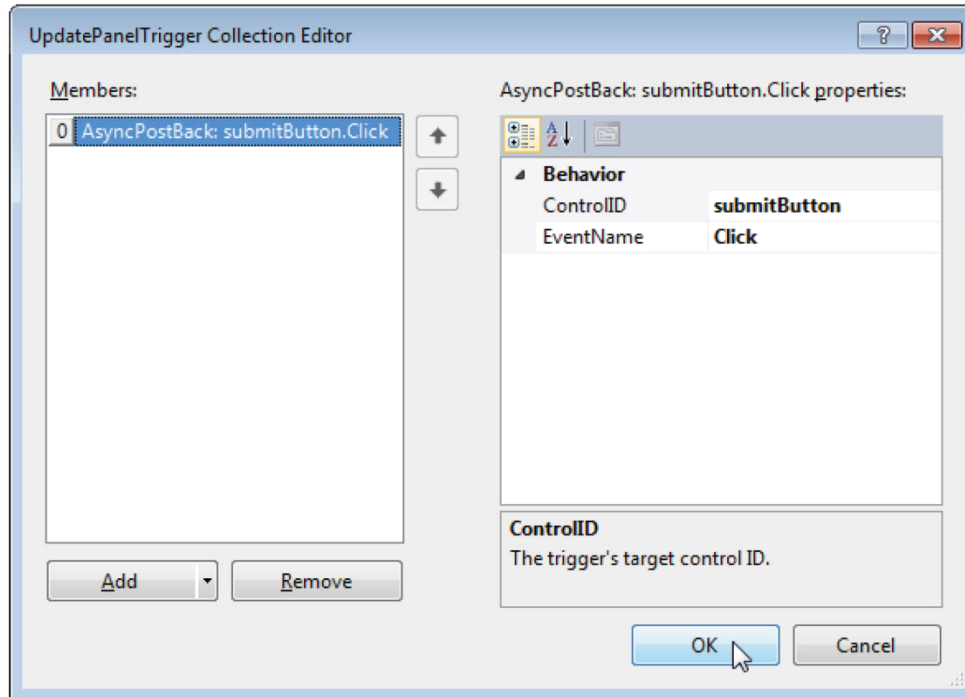 UpdatePanelTrigger Collection Editor
Members:
0 AsyncPostBack: submitButton.Click
Add
Remove
AsyncPostBack: submitButton.Click properties:
Behavior
ControlID submitButton
EventName Click
ControlID
The trigger's target control ID.
OK
Cancel